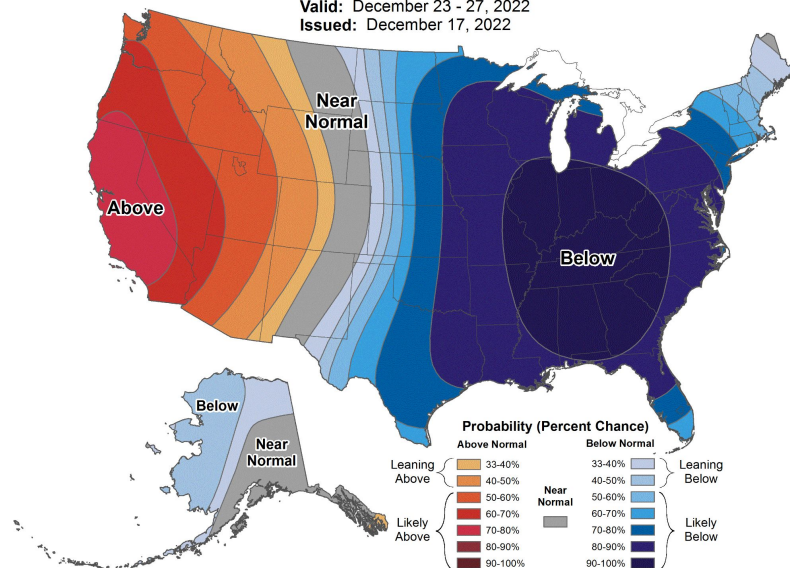 Valid: December 23 - 27, 2022
Issued: December 17, 2022
Near
Normal
Above
Below
Below
Near
Normal
Probability (Percent Chance)
Above Normal
Below Normal
Leaning
Above
33-40%
40-50%
Likely
Above
50-60%
60-70%
70-80%
80-90%
90-100%
Near
Normal
33-40%
40-50%
Leaning
Below
50-60%
60-70%
70-80%
80-90%
90-100%
Likely
Below